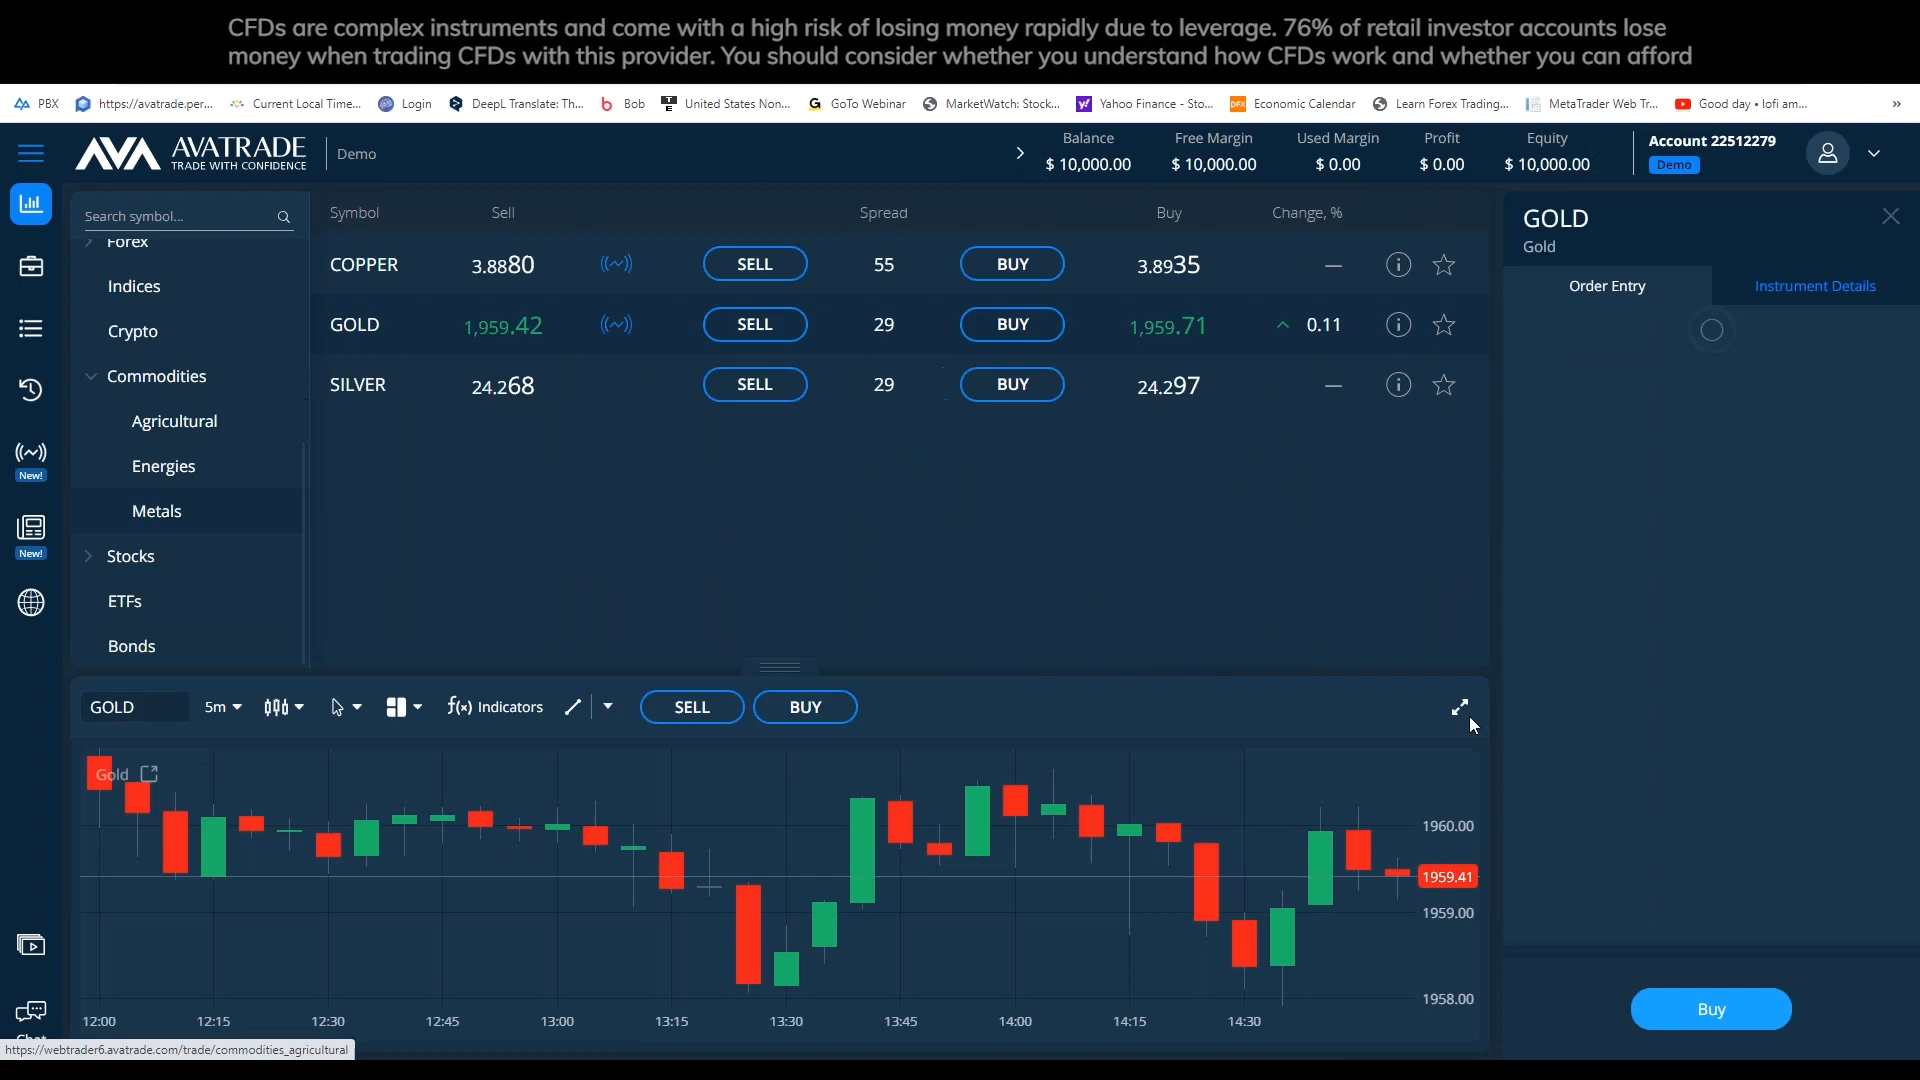 CFDs are complex instruments and come with a high risk of losing money rapidly due to leverage. 76% of retail investor accounts lose
money when trading CFDs with this provider. You should consider whether you understand how CFDs work and whether you can afford
PBX https://avatrade.per... Current Local Time... Login DeepL Translate: Th... Bob United States Non... GoTo Webinar MarketWatch: Stock... Yahoo Finance - Sto... Economic Calendar Learn Forex Trading... MetaTrader Web Tr... Good day • lofi am... »
AVA AVATRADE
TRADE WITH CONFIDENCE
Demo
Balance Free Margin Used Margin Profit Equity
$ 10,000.00 $ 10,000.00 $ 0.00 $ 0.00 $ 10,000.00
Account 22512279
Demo
Search symbol...
Forex
Indices
Crypto
Commodities
Agricultural
Energies
Metals
Stocks
ETFs
Bonds
New!
New!
Chat
Symbol Sell Spread Buy Change, %
COPPER 3.8880 SELL 55 BUY 3.8935 —
GOLD 1,959.42 SELL 29 BUY 1,959.71 0.11
SILVER 24.268 SELL 29 BUY 24.297 —
GOLD
Gold
Order Entry Instrument Details
Buy
GOLD 5m f(x) Indicators SELL BUY
Gold
1960.00
1959.41
1959.00
1958.00
12:00 12:15 12:30 12:45 13:00 13:15 13:30 13:45 14:00 14:15 14:30
https://webtrader6.avatrade.com/trade/commodities_agricultural